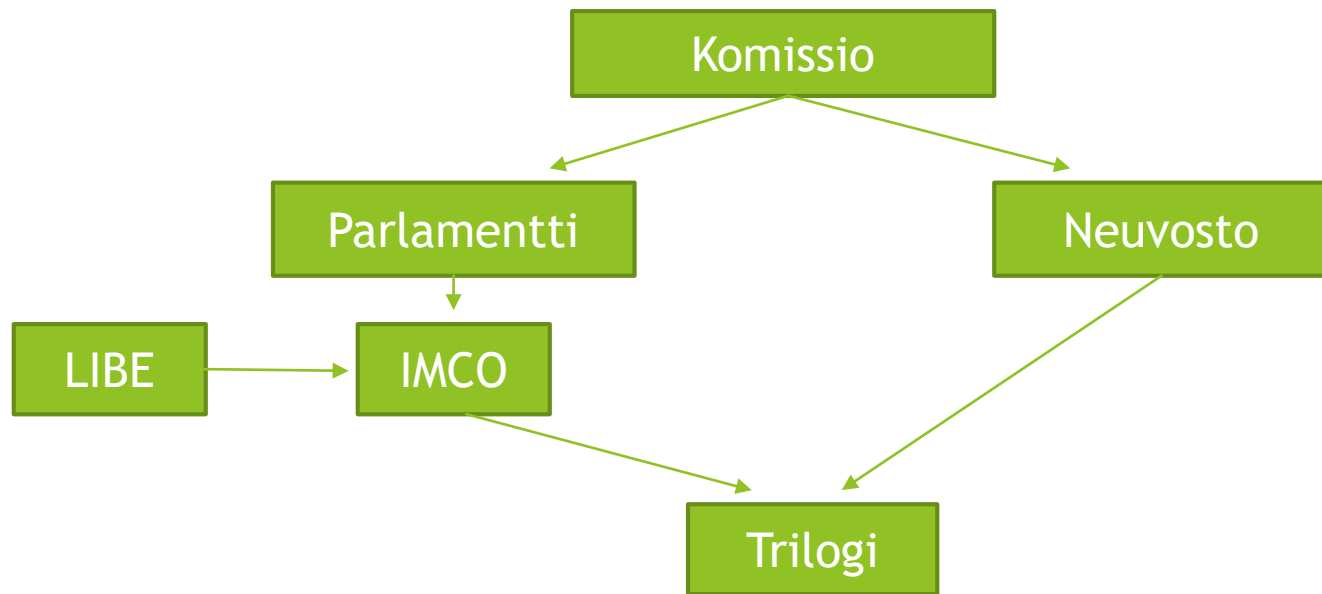 Komissio
Parlamentti
Neuvosto
LIBE
IMCO
Trilogi